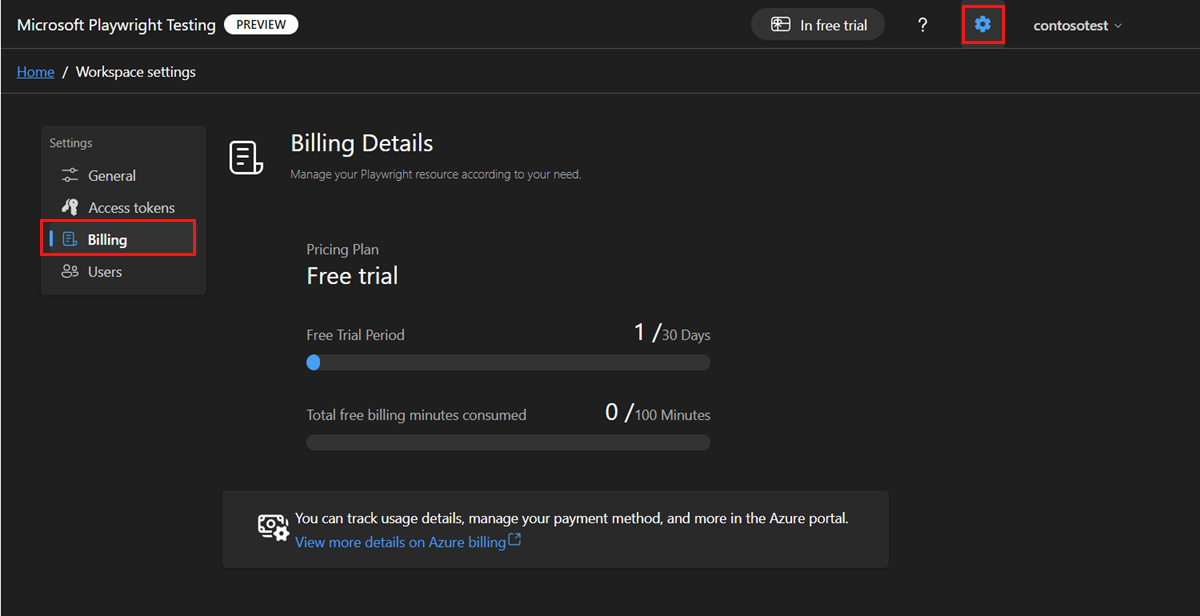 Microsoft Playwright Testing PREVIEW In free trial ? contosotest
Home / Workspace settings
Settings
General
Access tokens
Billing
Users
Billing Details
Manage your Playwright resource according to your need.
Pricing Plan
Free trial
Free Trial Period 1 /30 Days
Total free billing minutes consumed 0 /100 Minutes
You can track usage details, manage your payment method, and more in the Azure portal.
View more details on Azure billing